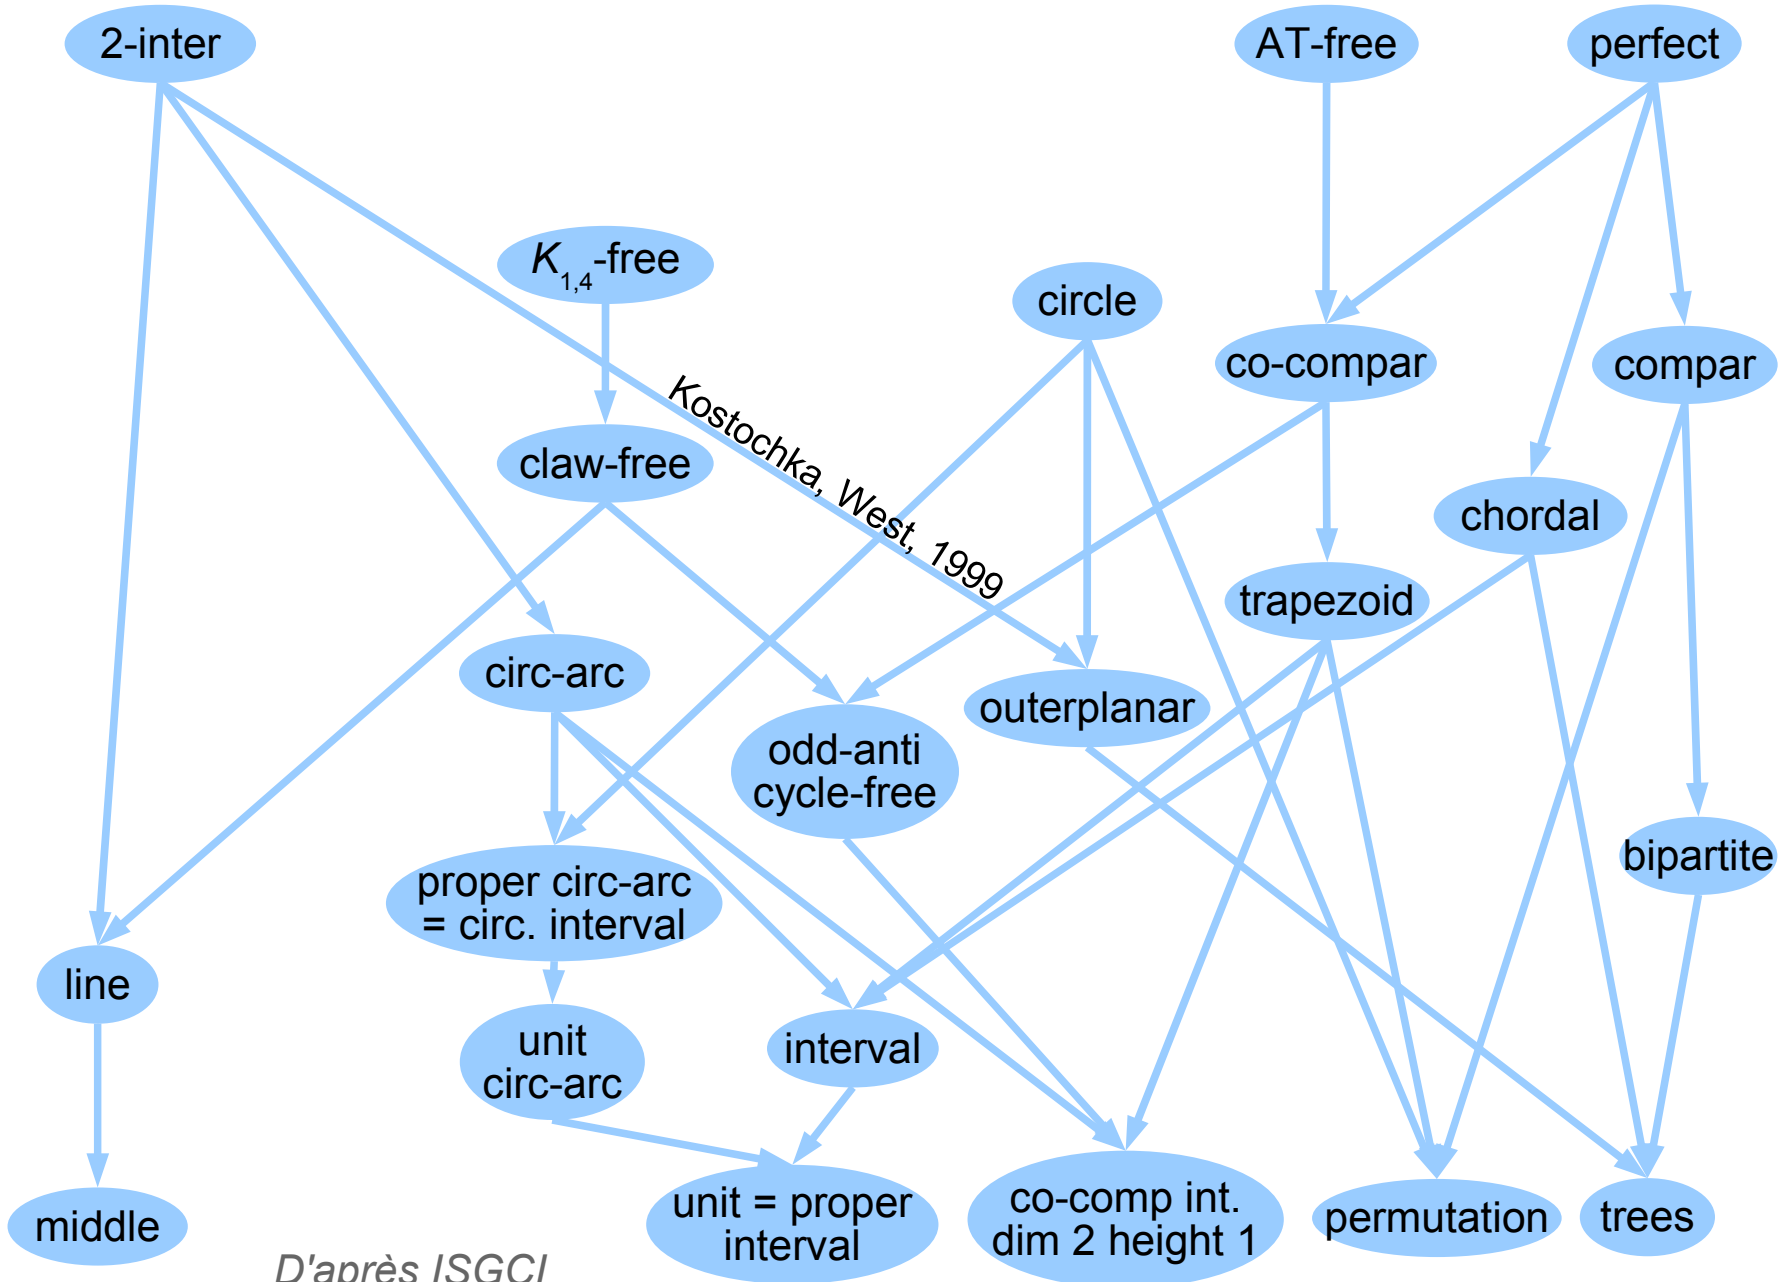 2-inter
AT-free
perfect
K1,4-free
circle
co-compar
compar
Kostochka, West, 1999
claw-free
chordal
trapezoid
circ-arc
outerplanar
odd-anti
cycle-free
bipartite
proper circ-arc
= circ. interval
line
unit
circ-arc
interval
middle
unit = proper
interval
co-comp int.
dim 2 height 1
permutation
trees
D'après ISGCI